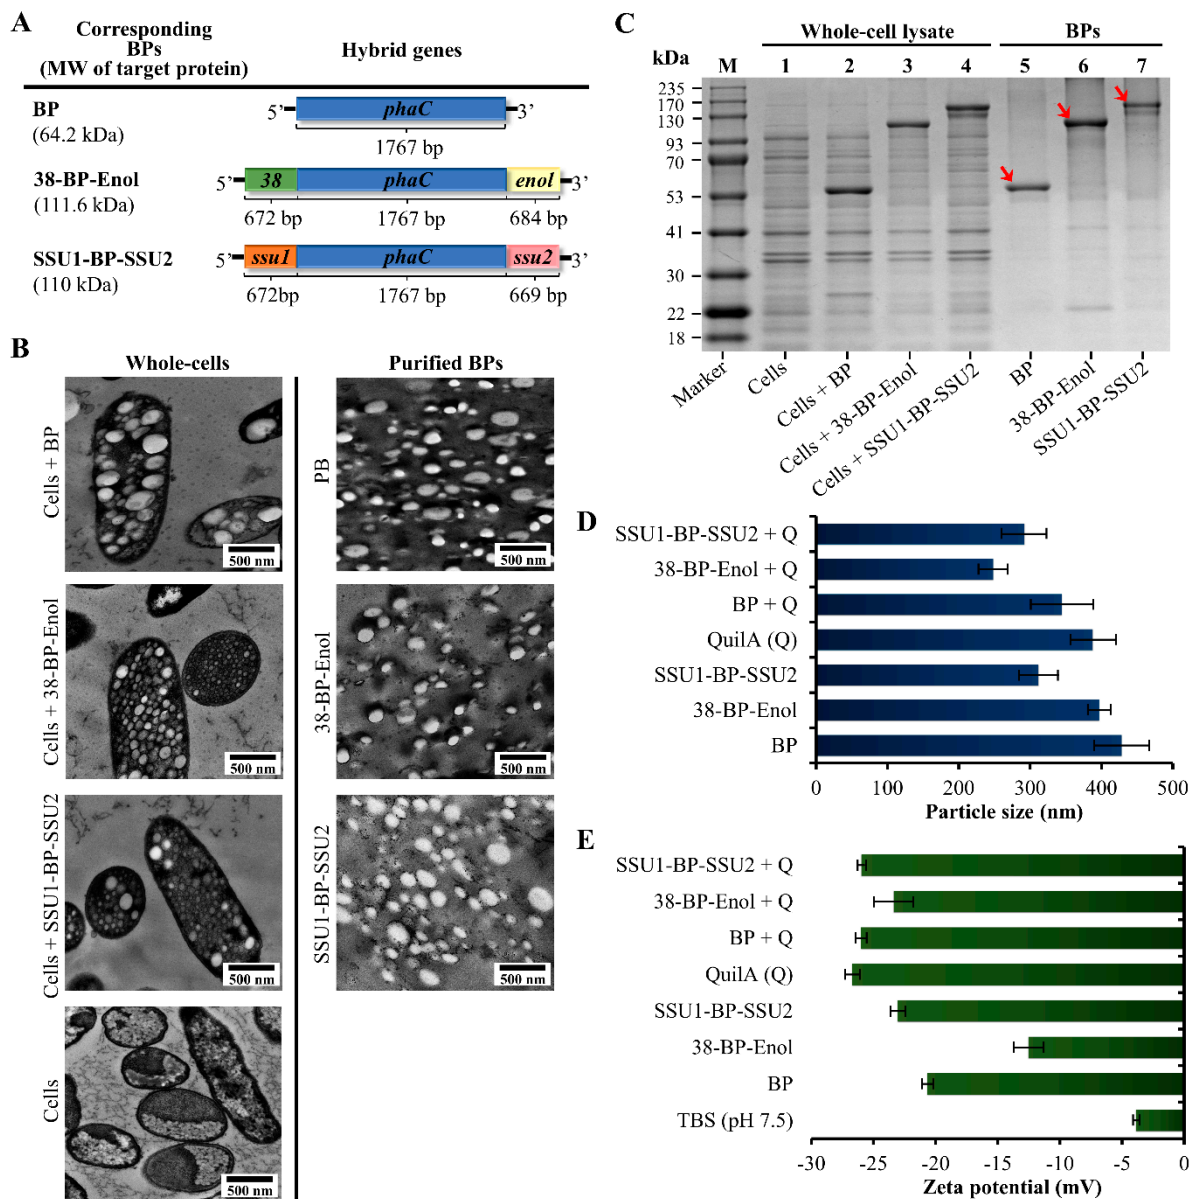 A
Corresponding
BPs
(MW of target protein)
Hybrid genes
BP
(64.2 kDa)
5’ phaC 3’
1767 bp
38-BP-Enol
(111.6 kDa)
5’ 38 phaC enol 3’
672 bp 1767 bp 684 bp
SSU1-BP-SSU2
(110 kDa)
5’ ssu1 phaC ssu2 3’
672bp 1767 bp 669 bp
B
Whole-cells Purified BPs
Cells + BP
500 nm
PB
500 nm
Cells + 38-BP-Enol
500 nm
38-BP-Enol
500 nm
Cells + SSU1-BP-SSU2
500 nm
SSU1-BP-SSU2
500 nm
Cells
500 nm
C
Whole-cell lysate BPs
kDa M 1 2 3 4 5 6 7
235
170
130
93
70
53
41
30
22
18
Marker
Cells
Cells + BP
Cells + 38-BP-Enol
Cells + SSU1-BP-SSU2
BP
38-BP-Enol
SSU1-BP-SSU2
D
SSU1-BP-SSU2 + Q
38-BP-Enol + Q
BP + Q
QuilA (Q)
SSU1-BP-SSU2
38-BP-Enol
BP
0 100 200 300 400 500
Particle size (nm)
E
SSU1-BP-SSU2 + Q
38-BP-Enol + Q
BP + Q
QuilA (Q)
SSU1-BP-SSU2
38-BP-Enol
BP
TBS (pH 7.5)
-30 -25 -20 -15 -10 -5 0
Zeta potential (mV)